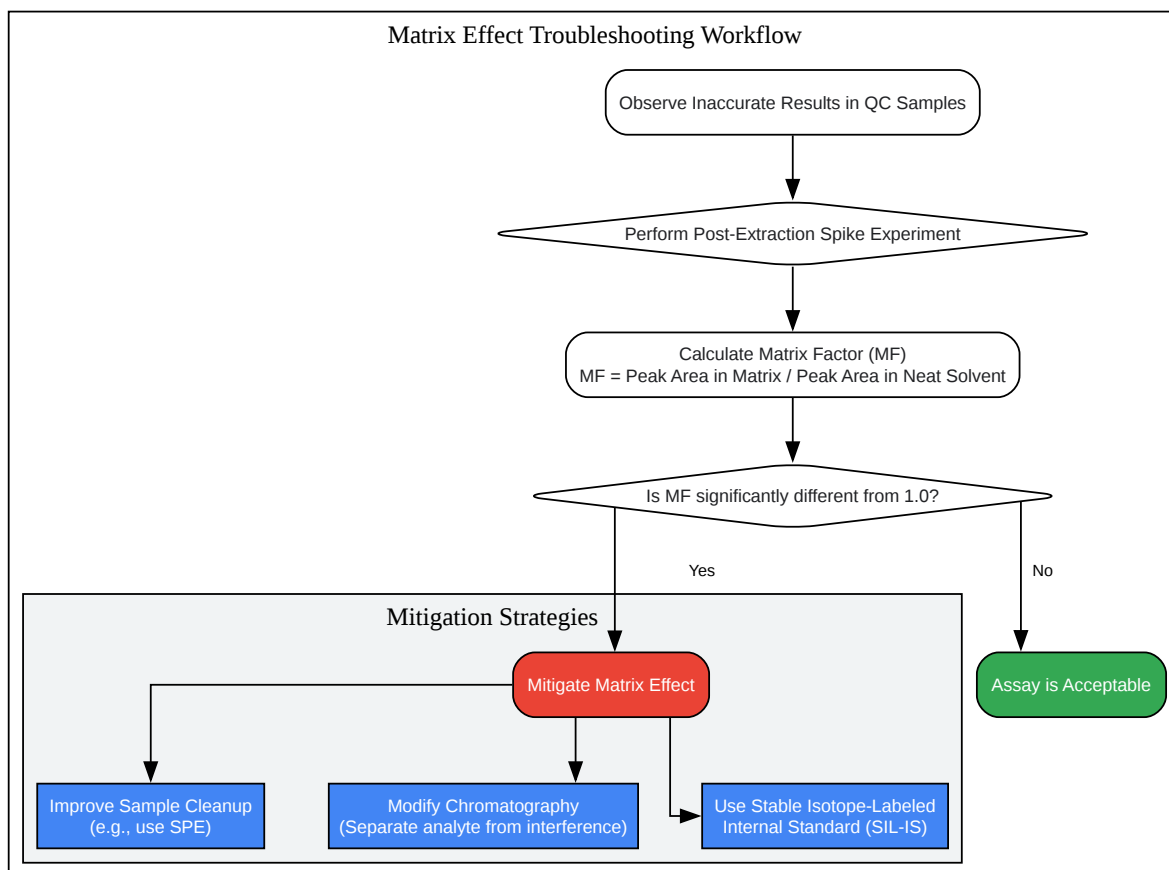 Matrix Effect Troubleshooting Workflow
Observe Inaccurate Results in QC Samples
Perform Post-Extraction Spike Experiment
Calculate Matrix Factor (MF)
MF = Peak Area in Matrix / Peak Area in Neat Solvent
Is MF significantly different from 1.0?
Yes
No
Mitigation Strategies
Mitigate Matrix Effect
Assay is Acceptable
Improve Sample Cleanup
(e.g., use SPE)
Modify Chromatography
(Separate analyte from interference)
Use Stable Isotope-Labeled
Internal Standard (SIL-IS)